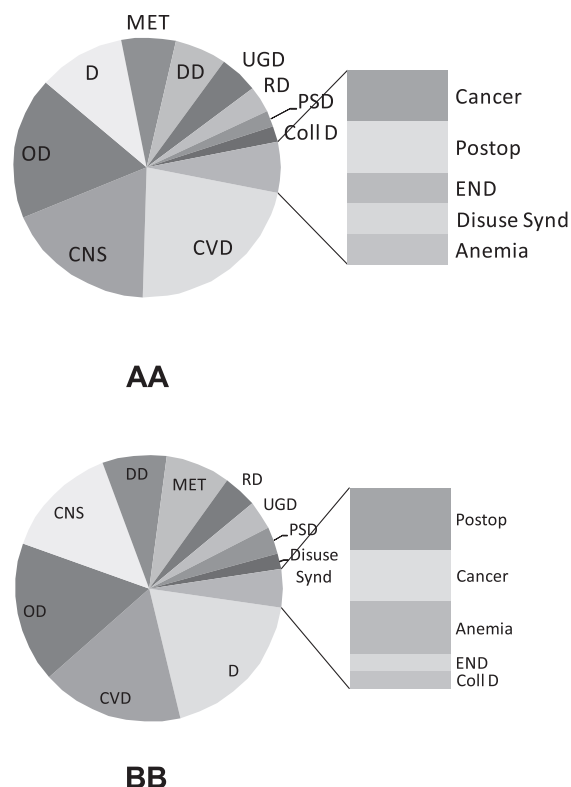 MET
D
DD
UGD
RD
PSD
Coll D
OD
CNS
CVD
Cancer
Postop
END
Disuse Synd
Anemia
AA
DD
MET
RD
UGD
PSD
Disuse
Synd
CNS
OD
CVD
D
Postop
Cancer
Anemia
END
Coll D
BB